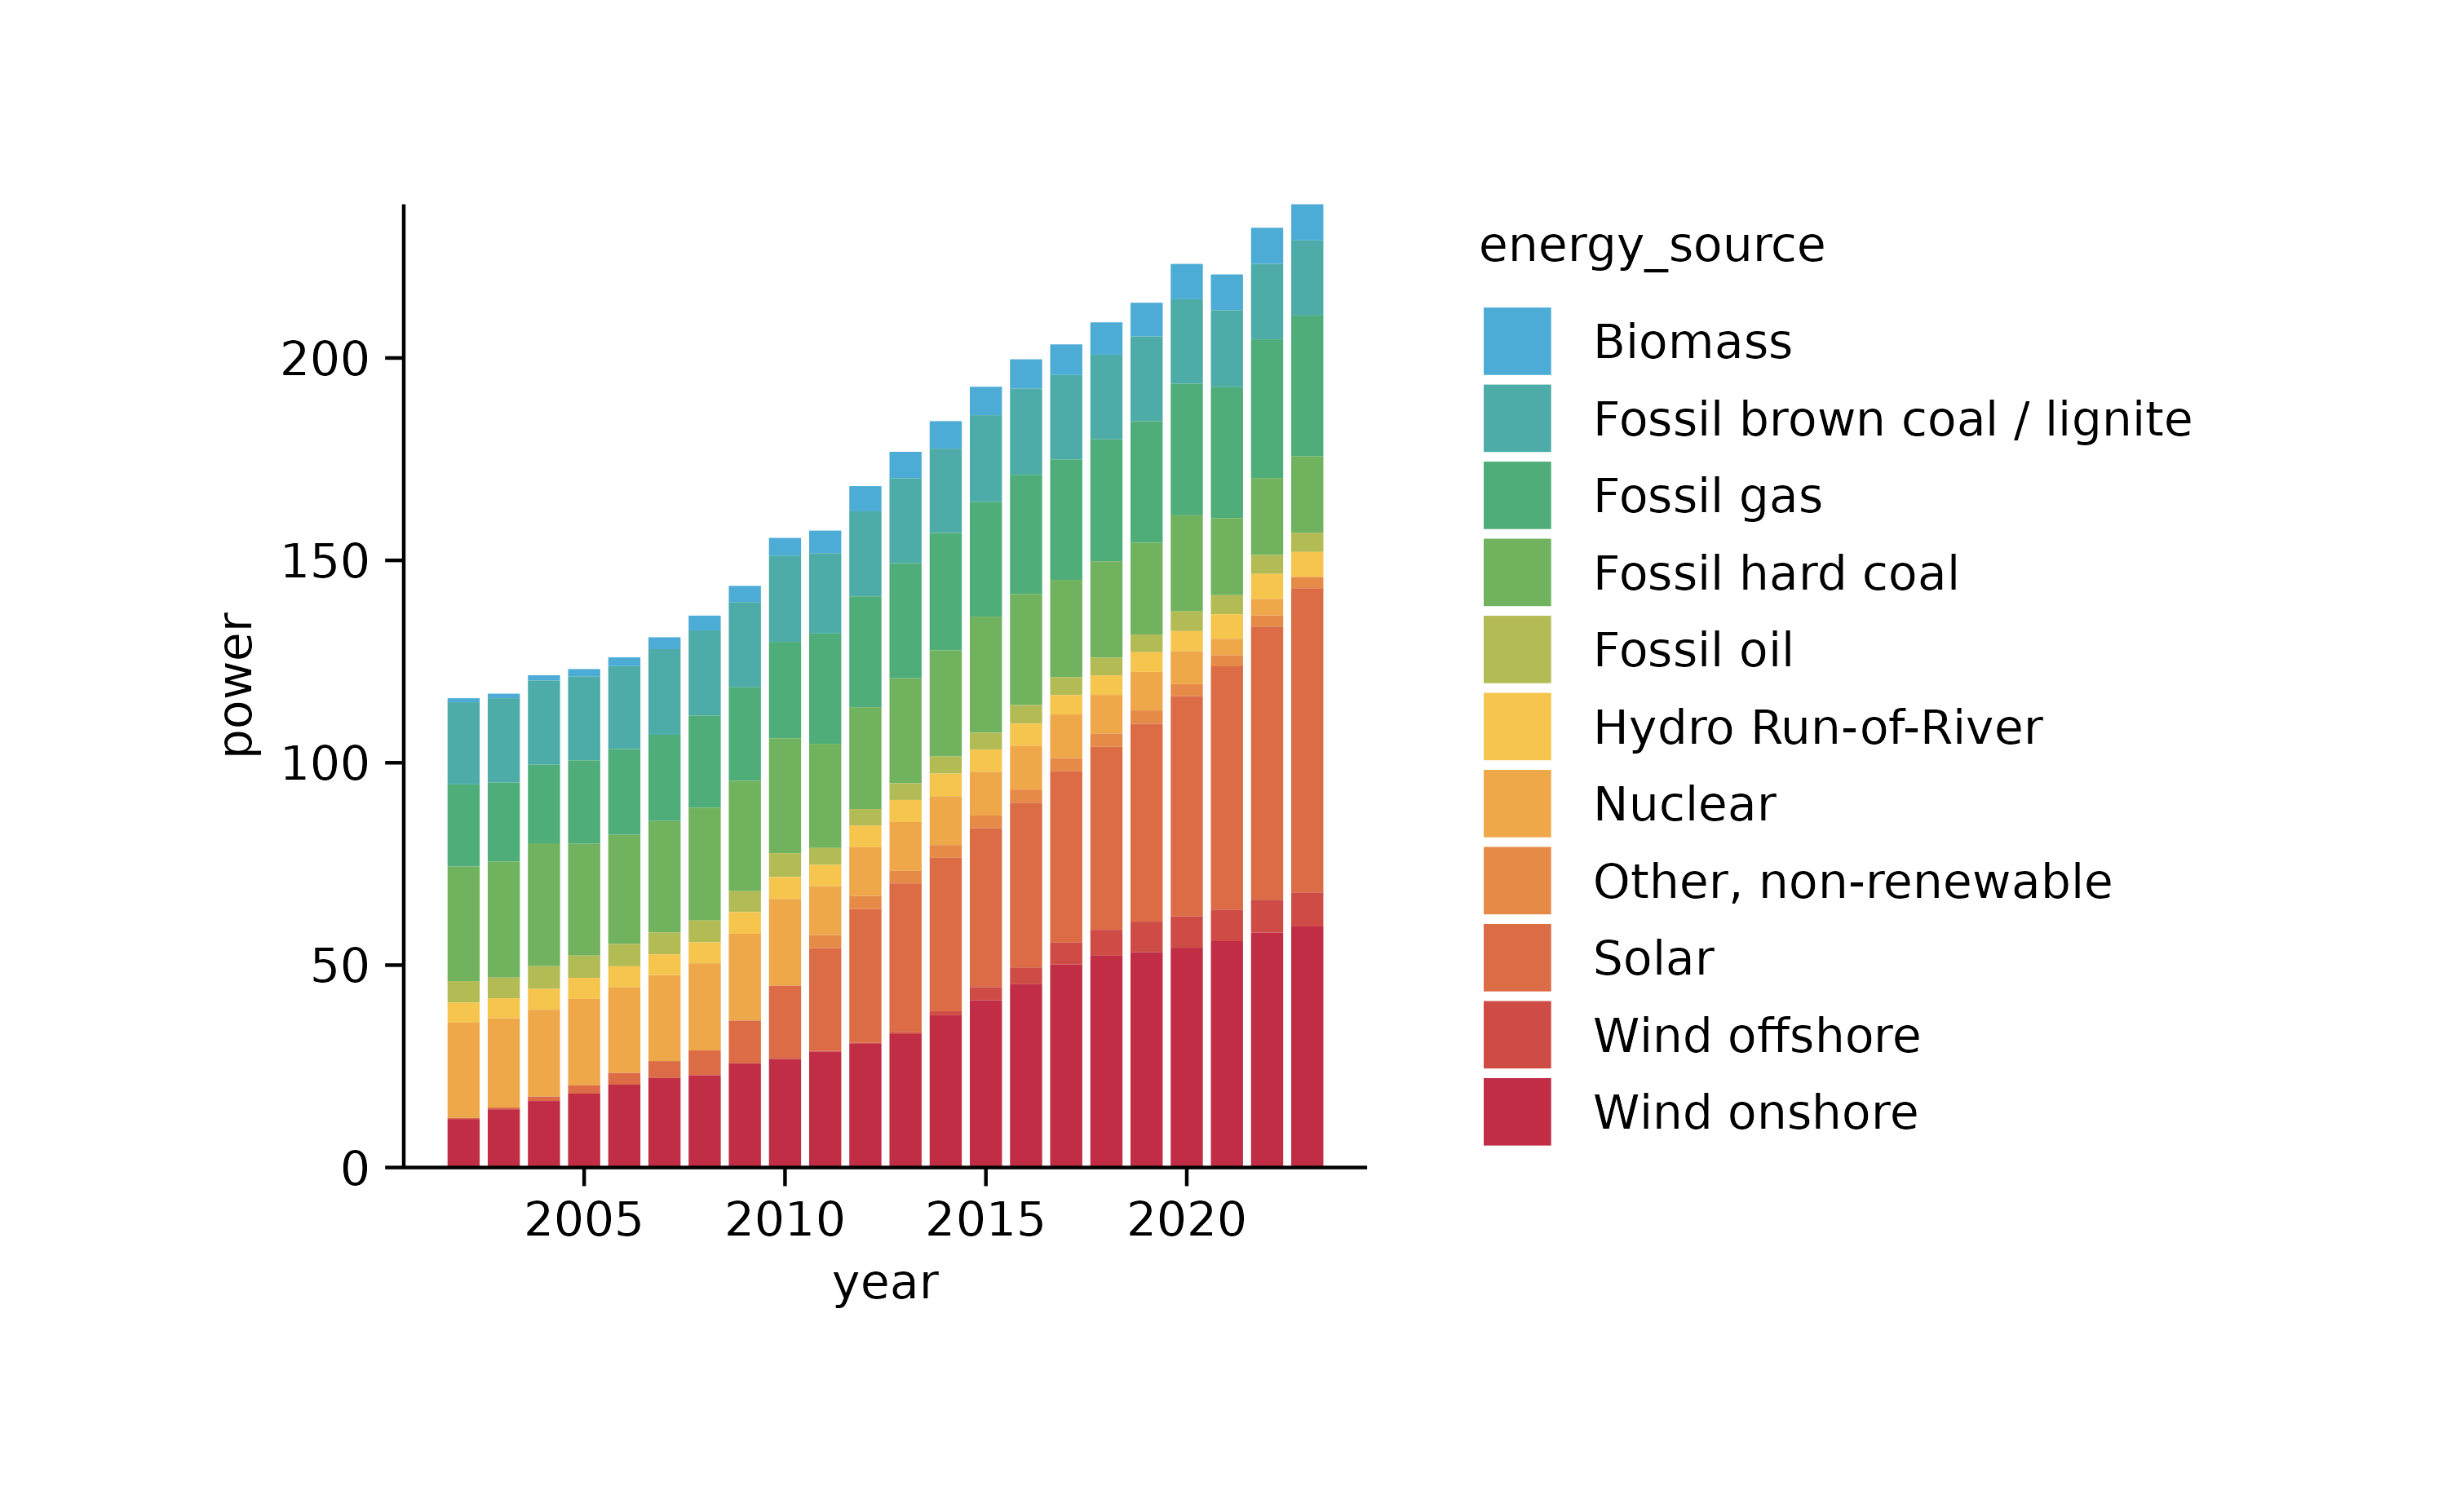 power
200
150
100
50
0
2005 2010 2015 2020
year
energy_source
Biomass
Fossil brown coal / lignite
Fossil gas
Fossil hard coal
Fossil oil
Hydro Run-of-River
Nuclear
Other, non-renewable
Solar
Wind offshore
Wind onshore